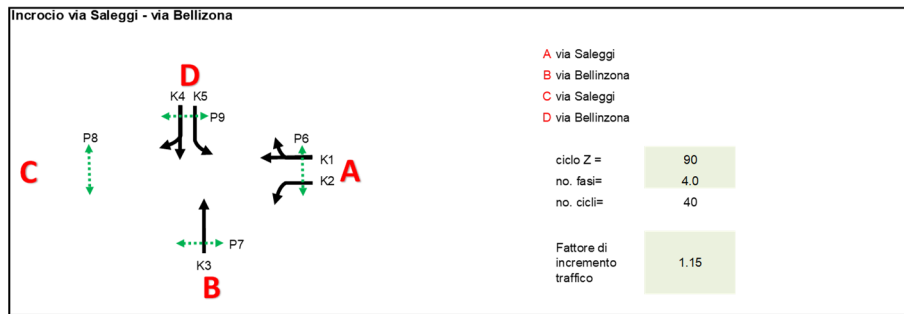 Incrocio via Saleggi - via Bellizona
D
K4 K5
P9
P8
P6
K1
C
A
K2
P7
K3
B
A via Saleggi
B via Bellinzona
C via Saleggi
D via Bellinzona
ciclo Z = 90
no. fasi= 4.0
no. cicli= 40
Fattore di
incremento 1.15
traffico